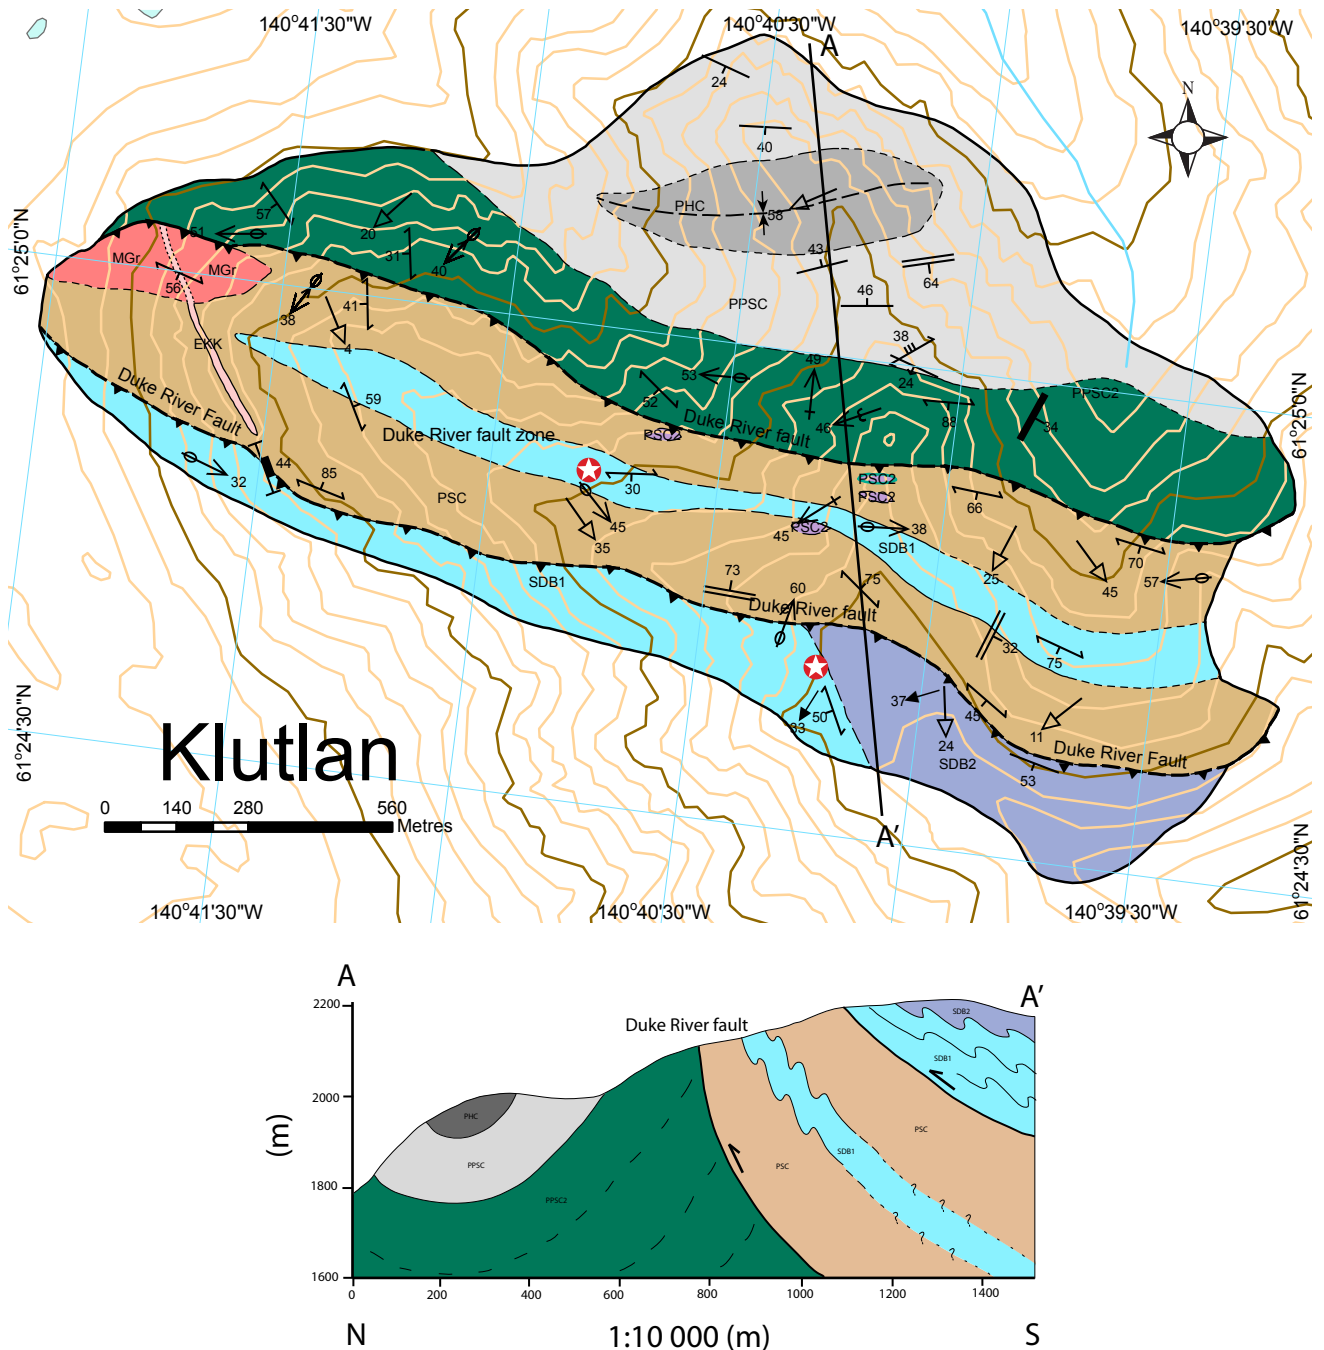 140°41'30"W 140°40'30"W 140°39'30"W
A
N
24
40
57
61°25'0"N
PHC
58
20
51
31
40
43
64
MGr
MGr
56
38
41
46
PPSC
EKK
4
38
49
24
53
PPSC2
52
Duke River Fault
59
Duke River fault
46
88
34
61°25'0"N
Duke River fault zone
PSC2
44
32
85
30
PSC2
PSC2
66
PSC
45
35
45
PSC2
38
SDB1
70
SDB1
73
60
75
25
45
57
Duke River fault
32
75
61°24'30"N
33
50
37
45
11
24
SDB2
Duke River Fault
53
Klutlan
0 140 280 560
Metres
A'
61°24'30"N
140°41'30"W 140°40'30"W 140°39'30"W
A
A'
2200
Duke River fault
SDB2
SDB1
2000
PHC
(m)
PSC
PPSC
PSC
SDB1
1800
PPSC2
? ?
? ? ?
1600
0 200 400 600 800 1000 1200 1400
N 1:10 000 (m) S